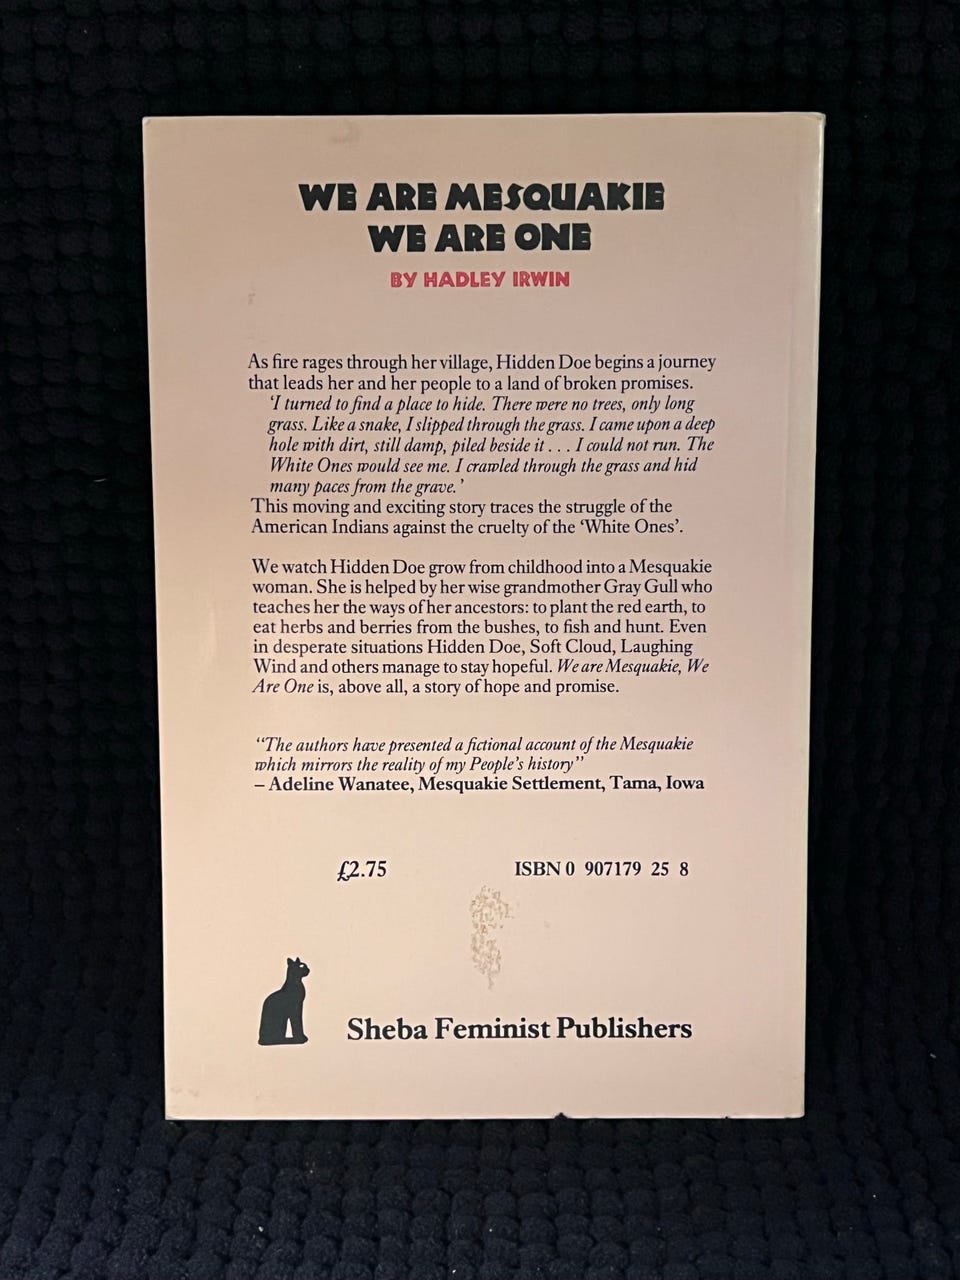 WE ARE MESQUAKIE
WE ARE ONE
BY HADLEY IRWIN
As fire rages through her village, Hidden Doe begins a journey
that leads her and her people to a land of broken promises.
‘I turned to find a place to hide. There were no trees, only long
grass. Like a snake, I slipped through the grass. I came upon a deep
hole with dirt, still damp, piled beside it . . . I could not run. The
White Ones would see me. I crawled through the grass and hid
many paces from the grave.’
This moving and exciting story traces the struggle of the
American Indians against the cruelty of the ‘White Ones’.
We watch Hidden Doe grow from childhood into a Mesquakie
woman. She is helped by her wise grandmother Gray Gull who
teaches her the ways of her ancestors: to plant the red earth, to
eat herbs and berries from the bushes, to fish and hunt. Even
in desperate situations Hidden Doe, Soft Cloud, Laughing
Wind and others manage to stay hopeful. We are Mesquakie, We
Are One is, above all, a story of hope and promise.
“The authors have presented a fictional account of the Mesquakie
which mirrors the reality of my People’s history”
– Adeline Wanatee, Mesquakie Settlement, Tama, Iowa
£2.75 ISBN 0 907179 25 8
Sheba Feminist Publishers